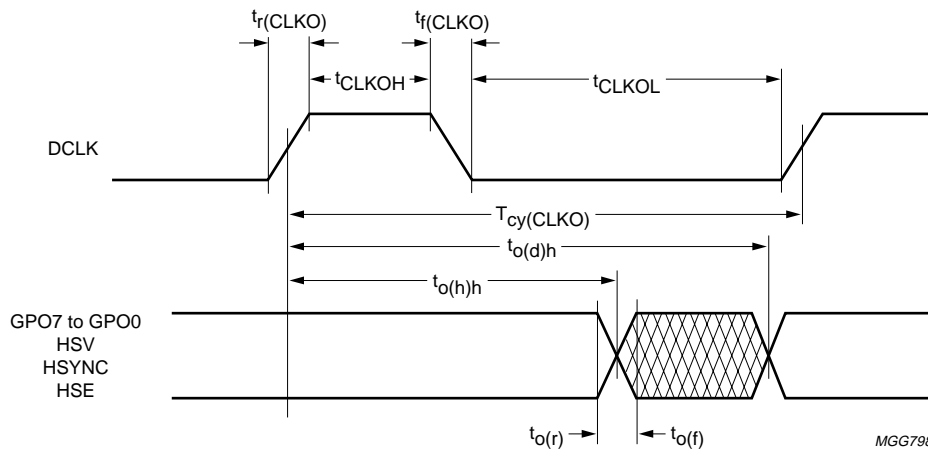 tr(CLKO)
tf(CLKO)
tCLKOH
tCLKOL
DCLK
Tcy(CLKO)
to(d)h
to(h)h
GPO7 to GPO0
HSV
HSYNC
HSE
to(r)
to(f)
MGG798